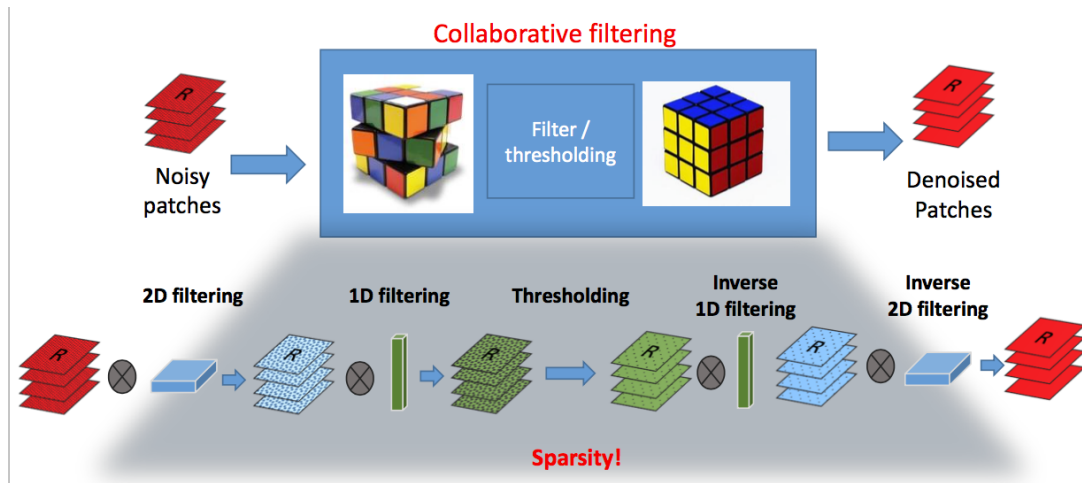 Collaborative filtering
R
Noisy
patches
Filter /
thresholding
R
Denoised
Patches
2D filtering
1D filtering
Thresholding
Inverse
1D filtering
Inverse
2D filtering
R
R
R
R
R
R
Sparsity!